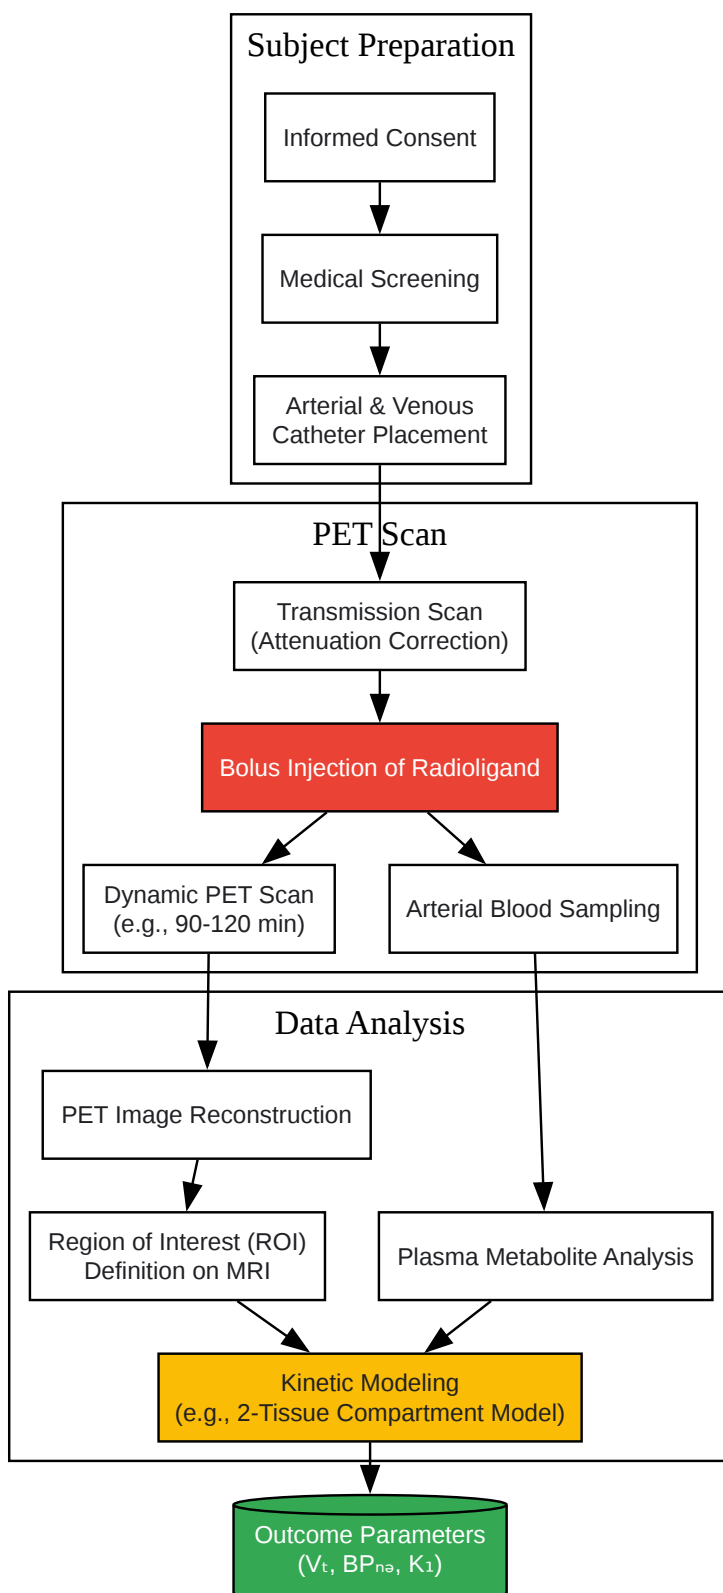 Subject Preparation
Informed Consent
Medical Screening
Arterial & Venous
Catheter Placement
PET Scan
Transmission Scan
(Attenuation Correction)
Bolus Injection of Radioligand
Dynamic PET Scan
(e.g., 90-120 min)
Arterial Blood Sampling
Data Analysis
PET Image Reconstruction
Region of Interest (ROI)
Definition on MRI
Plasma Metabolite Analysis
Kinetic Modeling
(e.g., 2-Tissue Compartment Model)
Outcome Parameters
(Vₜ, BPₙₔ, K₁)